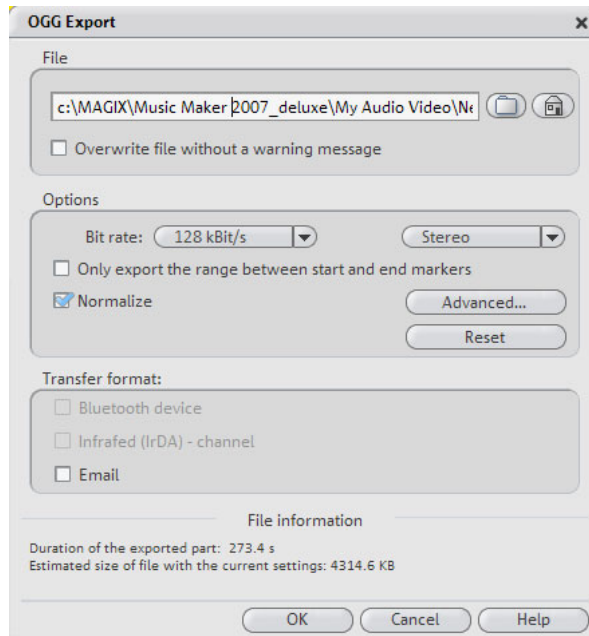 OGG Export
File
c:\MAGIX\Music Maker 2007_deluxe\My Audio Video\Ne
Overwrite file without a warning message
Options
Bit rate: 128 kBit/s Stereo
Only export the range between start and end markers
Normalize Advanced...
Reset
Transfer format:
Bluetooth device
Infrafed (IrDA) - channel
Email
File information
Duration of the exported part: 273.4 s
Estimated size of file with the current settings: 4314.6 KB
OK Cancel Help